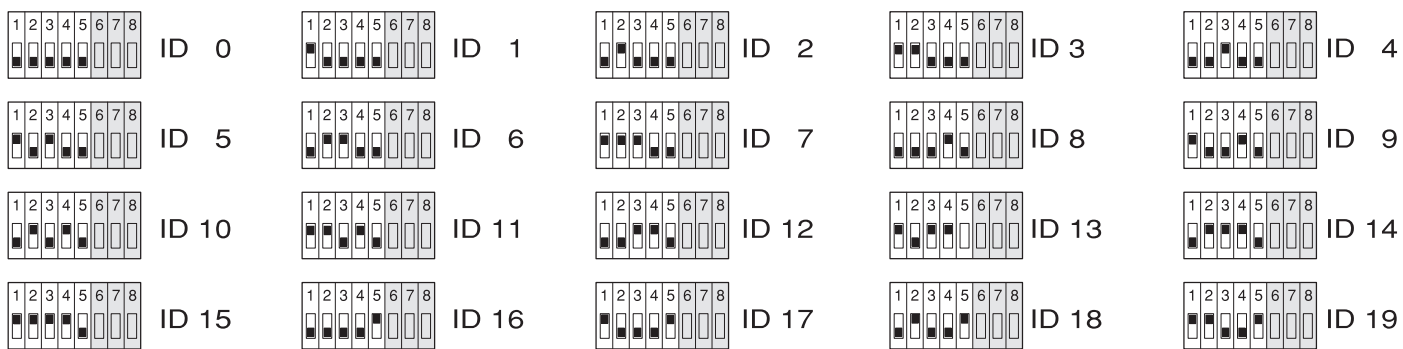 1 2 3 4 5 6 7 8 ID 0
1 2 3 4 5 6 7 8 ID 1
1 2 3 4 5 6 7 8 ID 2
1 2 3 4 5 6 7 8 ID 3
1 2 3 4 5 6 7 8 ID 4
1 2 3 4 5 6 7 8 ID 5
1 2 3 4 5 6 7 8 ID 6
1 2 3 4 5 6 7 8 ID 7
1 2 3 4 5 6 7 8 ID 8
1 2 3 4 5 6 7 8 ID 9
1 2 3 4 5 6 7 8 ID 10
1 2 3 4 5 6 7 8 ID 11
1 2 3 4 5 6 7 8 ID 12
1 2 3 4 5 6 7 8 ID 13
1 2 3 4 5 6 7 8 ID 14
1 2 3 4 5 6 7 8 ID 15
1 2 3 4 5 6 7 8 ID 16
1 2 3 4 5 6 7 8 ID 17
1 2 3 4 5 6 7 8 ID 18
1 2 3 4 5 6 7 8 ID 19